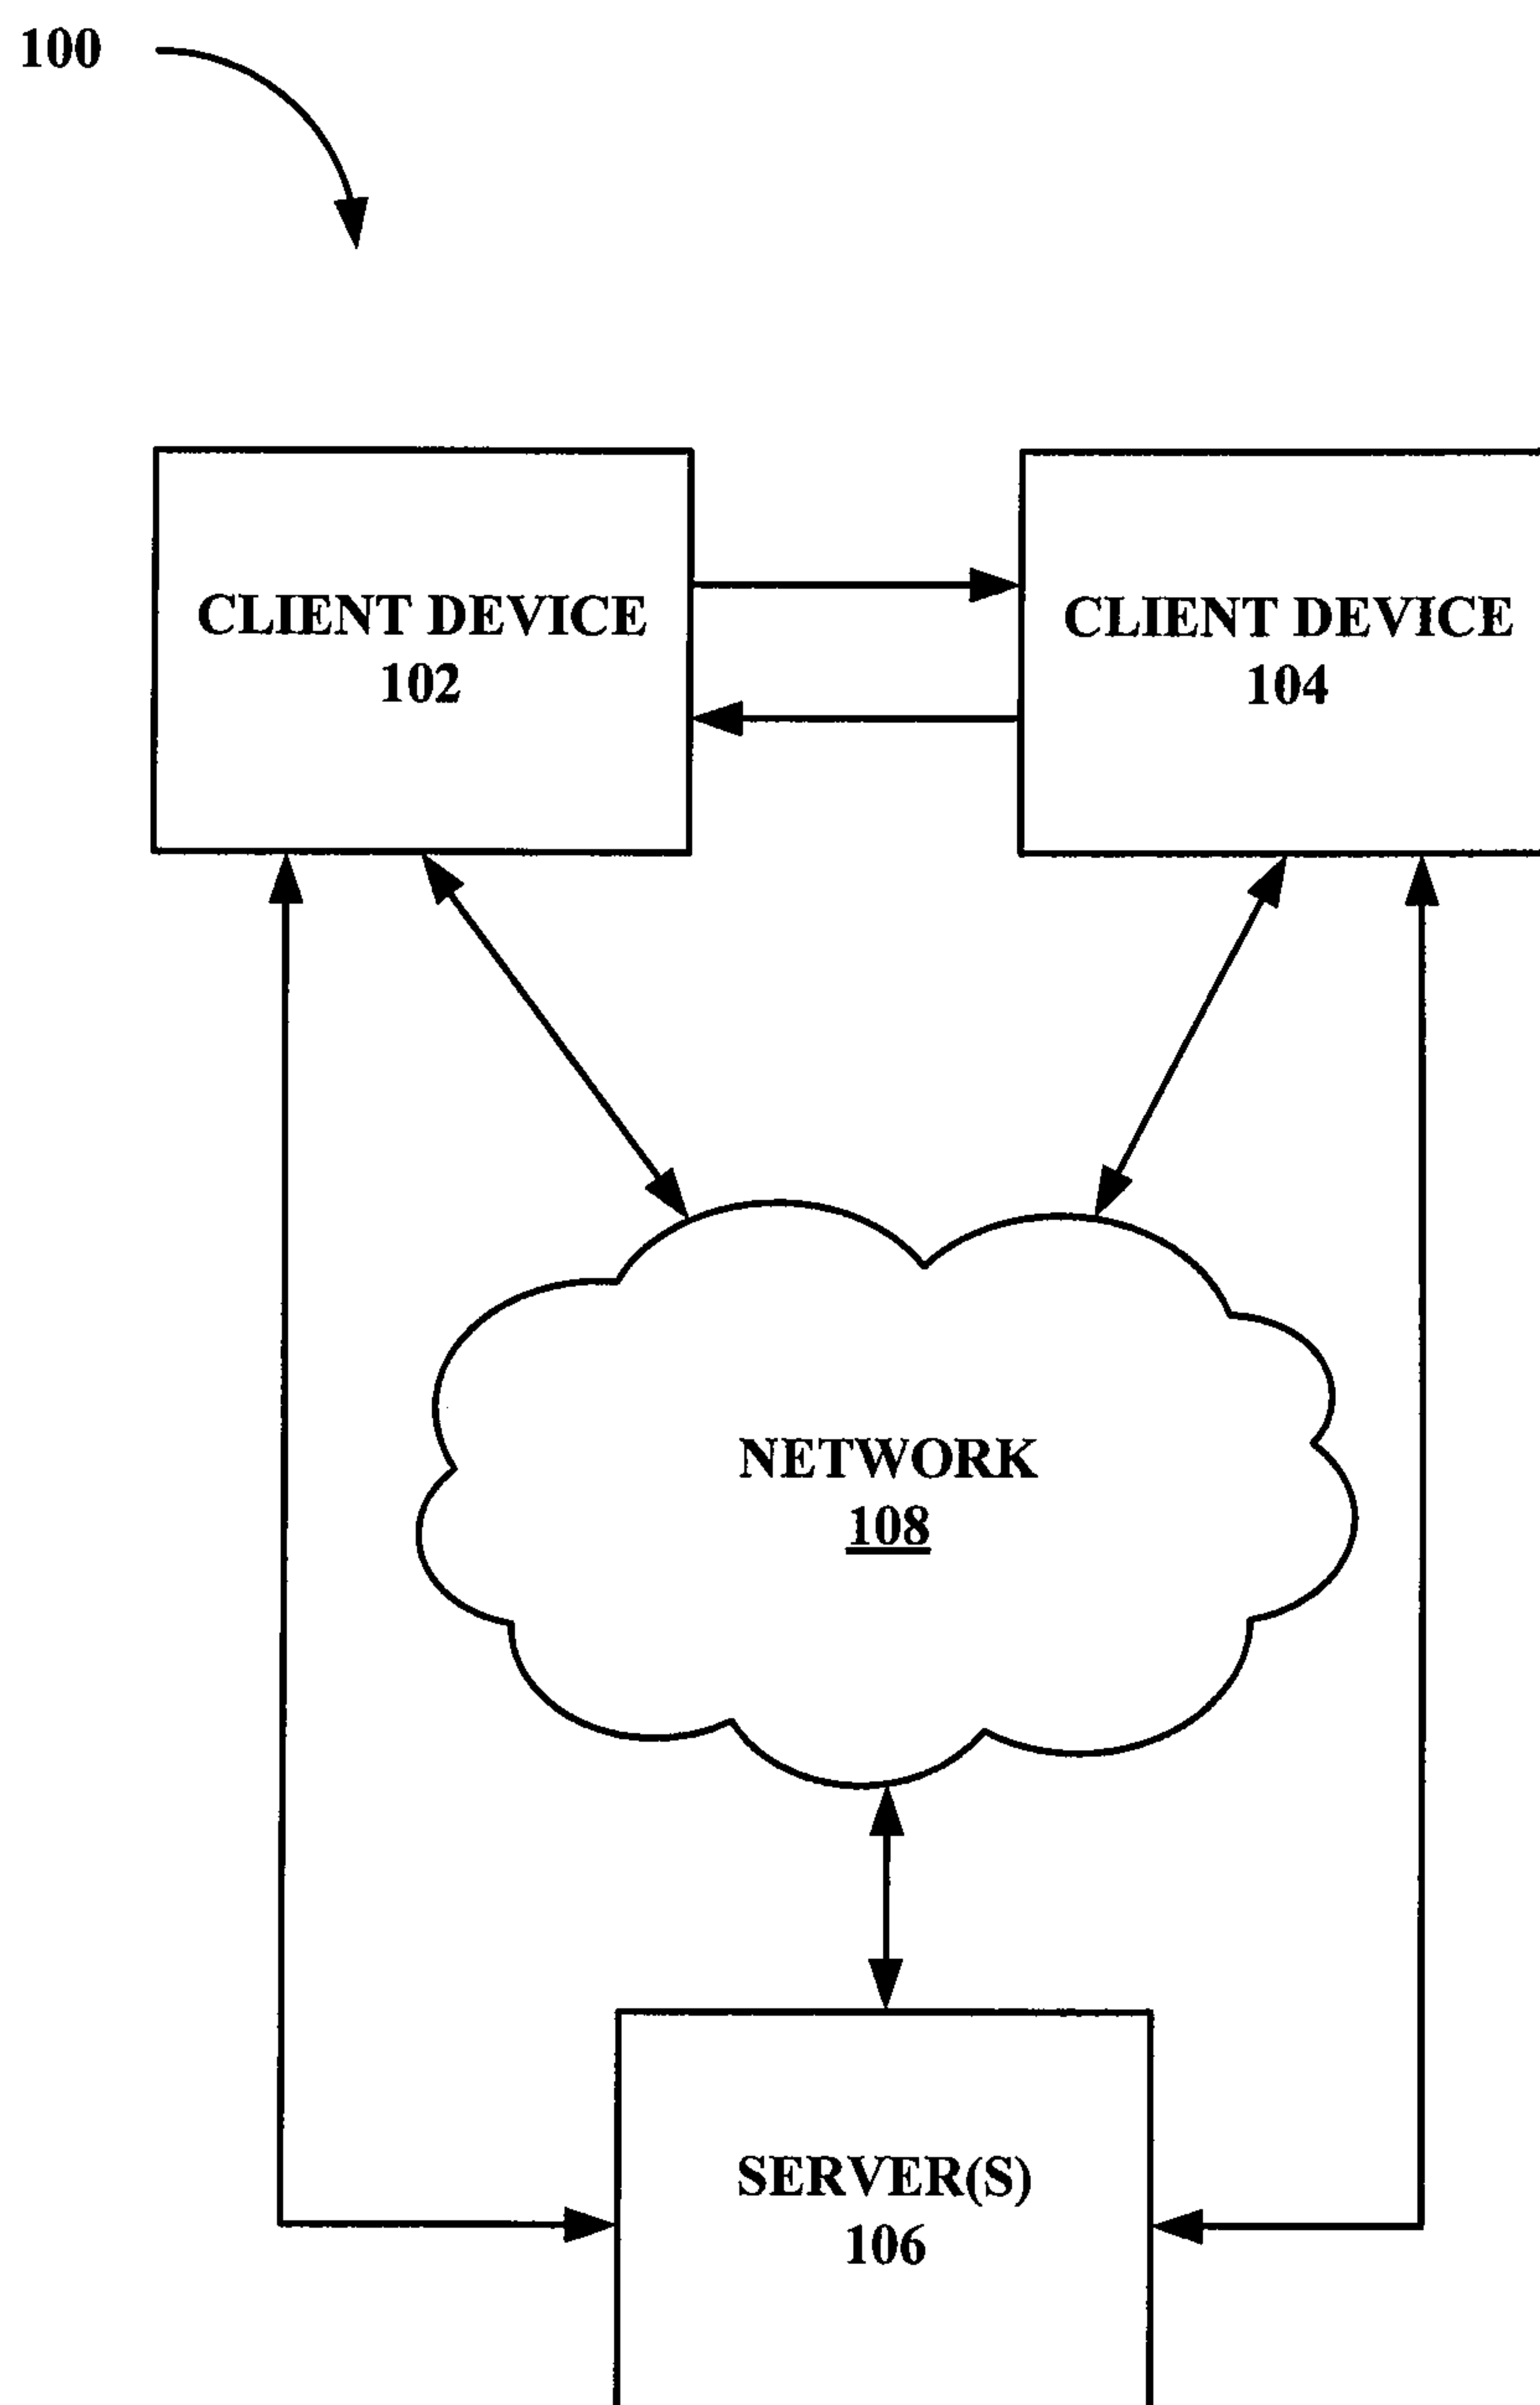 100
CLIENT DEVICE
102
CLIENT DEVICE
104
NETWORK
108
SERVER(S)
106